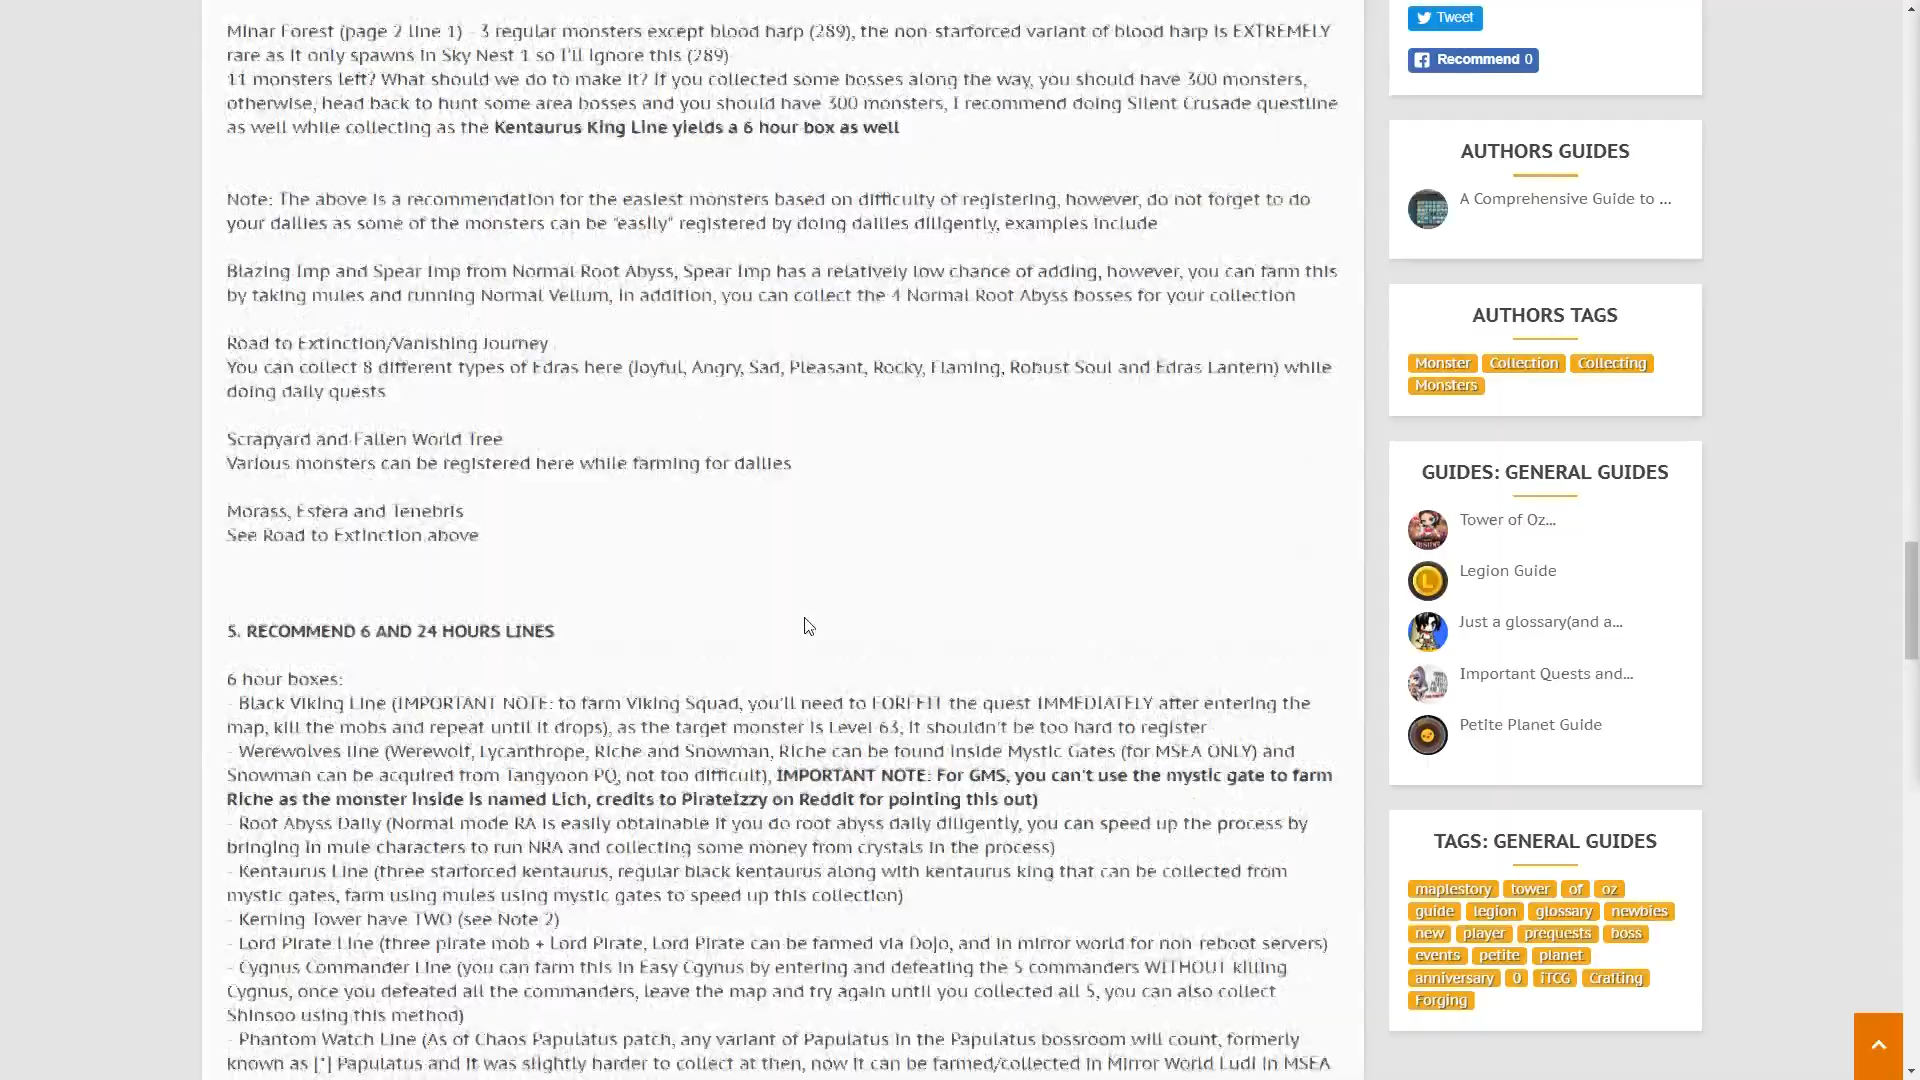 Minar Forest (page 2 line 1) - 3 regular monsters except blood harp (289), the non-starforced variant of blood harp is EXTREMELY
rare as it only spawns in Sky Nest 1 so I'll ignore this (289)
11 monsters left? What should we do to make it? If you collected some bosses along the way, you should have 300 monsters,
otherwise, head back to hunt some area bosses and you should have 300 monsters, I recommend doing Silent Crusade questline
as well while collecting as the Kentaurus King Line yields a 6 hour box as well
Note: The above is a recommendation for the easiest monsters based on difficulty of registering, however, do not forget to do
your dailies as some of the monsters can be "easily" registered by doing dailies diligently, examples include
Blazing Imp and Spear Imp from Normal Root Abyss, Spear Imp has a relatively low chance of adding, however, you can farm this
by taking mules and running Normal Vellum, in addition, you can collect the 4 Normal Root Abyss bosses for your collection
Road to Extinction/Vanishing Journey
You can collect 8 different types of Edras here (Joyful, Angry, Sad, Pleasant, Rocky, Flaming, Robust Soul and Edras Lantern) while
doing daily quests
Scrapyard and Fallen World Tree
Various monsters can be registered here while farming for dailies
Morass, Esfera and Tenebris
See Road to Extinction above
5. RECOMMEND 6 AND 24 HOURS LINES
6 hour boxes:
- Black Viking Line (IMPORTANT NOTE: to farm Viking Squad, you'll need to FORFEIT the quest IMMEDIATELY after entering the
map, kill the mobs and repeat until it drops), as the target monster is Level 63, it shouldn't be too hard to register
- Werewolves line (Werewolf, Lycanthrope, Riche and Snowman, Riche can be found inside Mystic Gates (for MSEA ONLY) and
Snowman can be acquired from Tangyoon PQ, not too difficult), IMPORTANT NOTE: For GMS, you can't use the mystic gate to farm
Riche as the monster inside is named Lich, credits to PirateIzzy on Reddit for pointing this out)
- Root Abyss Daily (Normal mode RA is easily obtainable if you do root abyss daily diligently, you can speed up the process by
bringing in mule characters to run NRA and collecting some money from crystals in the process)
- Kentaurus Line (three starforced kentaurus, regular black kentaurus along with kentaurus king that can be collected from
mystic gates, farm using mules using mystic gates to speed up this collection)
- Kerning Tower have TWO (see Note 2)
- Lord Pirate Line (three pirate mob + Lord Pirate, Lord Pirate can be farmed via Dojo, and in mirror world for non-reboot servers)
- Cygnus Commander Line (you can farm this in Easy Cgynus by entering and defeating the 5 commanders WITHOUT killing
Cygnus, once you defeated all the commanders, leave the map and try again until you collected all 5, you can also collect
Shinsoo using this method)
- Phantom Watch Line (As of Chaos Papulatus patch, any variant of Papulatus in the Papulatus bossroom will count, formerly
known as [*] Papulatus and it was slightly harder to collect at then, now it can be farmed/collected in Mirror World Ludi in MSEA
Tweet
Recommend 0
AUTHORS GUIDES
A Comprehensive Guide to ...
AUTHORS TAGS
Monster Collection Collecting
Monsters
GUIDES: GENERAL GUIDES
Tower of Oz...
Legion Guide
Just a glossary(and a...
Important Quests and...
Petite Planet Guide
TAGS: GENERAL GUIDES
maplestory tower of oz
guide legion glossary newbies
new player prequests boss
events petite planet
anniversary 0 iTCG Crafting
Forging